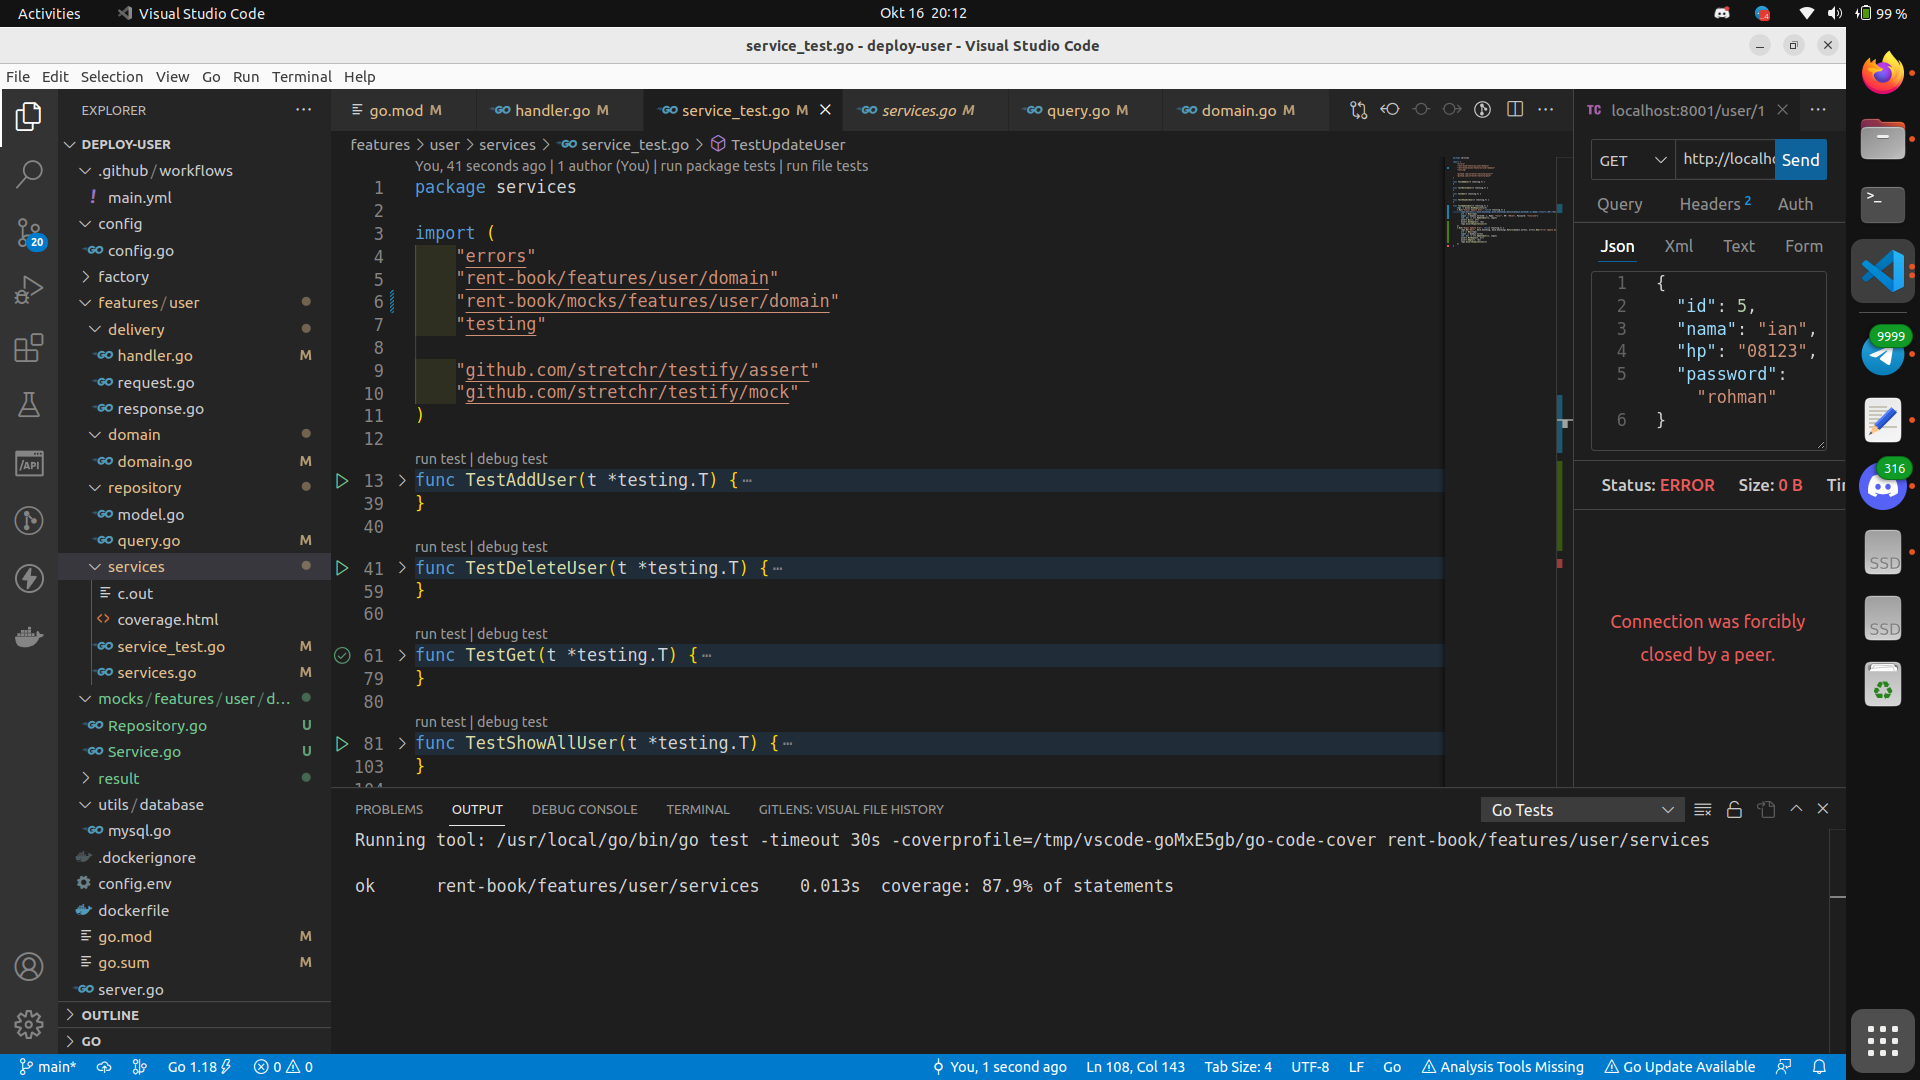 Activities
Visual Studio Code
Okt 16 20:12
99 %
service_test.go - deploy-user - Visual Studio Code
File Edit Selection View Go Run Terminal Help
EXPLORER
DEPLOY-USER
.github/workflows
main.yml
config
config.go
factory
features/user
delivery
handler.go M
request.go
response.go
domain
domain.go M
repository
model.go
query.go M
services
c.out
coverage.html
service_test.go M
services.go M
mocks/features/user/d...
Repository.go U
Service.go U
result
utils/database
mysql.go
.dockerignore
config.env
dockerfile
go.mod M
go.sum M
server.go
OUTLINE
GO
20
/API
go.mod M
handler.go M
service_test.go M
services.go M
query.go M
domain.go M
features > user > services > service_test.go > TestUpdateUser
You, 41 seconds ago | 1 author (You) | run package tests | run file tests
1 package services
2
3 import (
4 "errors"
5 "rent-book/features/user/domain"
6 "rent-book/mocks/features/user/domain"
7 "testing"
8
9 "github.com/stretchr/testify/assert"
10 "github.com/stretchr/testify/mock"
11 )
12
run test | debug test
13 func TestAddUser(t *testing.T) {⋯
39 }
40
run test | debug test
41 func TestDeleteUser(t *testing.T) {⋯
59 }
60
run test | debug test
61 func TestGet(t *testing.T) {⋯
79 }
80
run test | debug test
81 func TestShowAllUser(t *testing.T) {⋯
103 }
TC localhost:8001/user/1
GET http://localho Send
Query Headers 2 Auth
Json Xml Text Form
1 {
2 "id": 5,
3 "nama": "ian",
4 "hp": "08123",
5 "password":
"rohman"
6 }
Status: ERROR Size: 0 B Tir
Connection was forcibly
closed by a peer.
PROBLEMS OUTPUT DEBUG CONSOLE TERMINAL GITLENS: VISUAL FILE HISTORY
Go Tests
Running tool: /usr/local/go/bin/go test -timeout 30s -coverprofile=/tmp/vscode-goMxE5gb/go-code-cover rent-book/features/user/services
ok rent-book/features/user/services 0.013s coverage: 87.9% of statements
main* Go 1.18 0 0
You, 1 second ago Ln 108, Col 143 Tab Size: 4 UTF-8 LF Go Analysis Tools Missing Go Update Available
9999
316
SSD
SSD